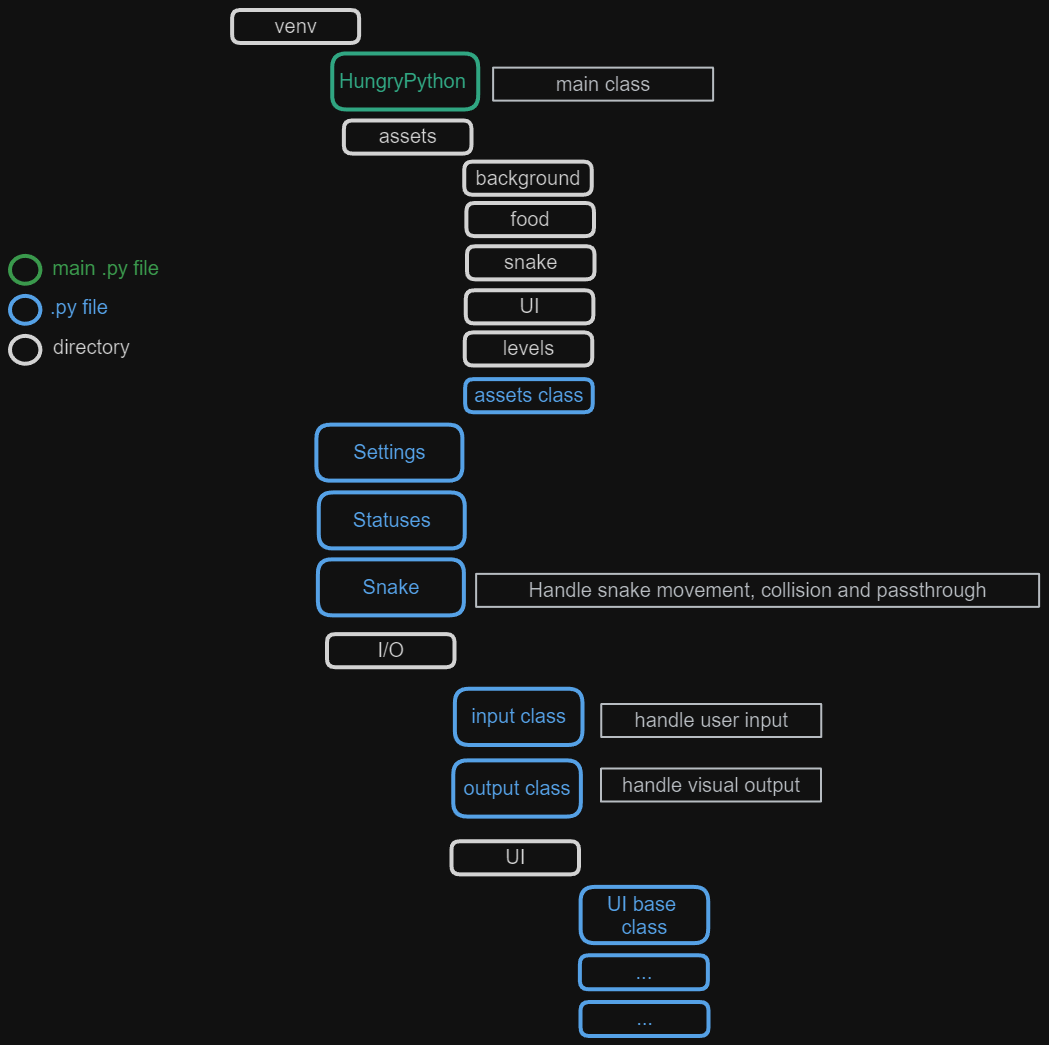 venv
HungryPython
main class
assets
background
food
snake
UI
levels
assets class
main .py file
.py file
directory
Settings
Statuses
Snake
Handle snake movement, collision and passthrough
I/O
input class
handle user input
output class
handle visual output
UI
UI base
class
...
...